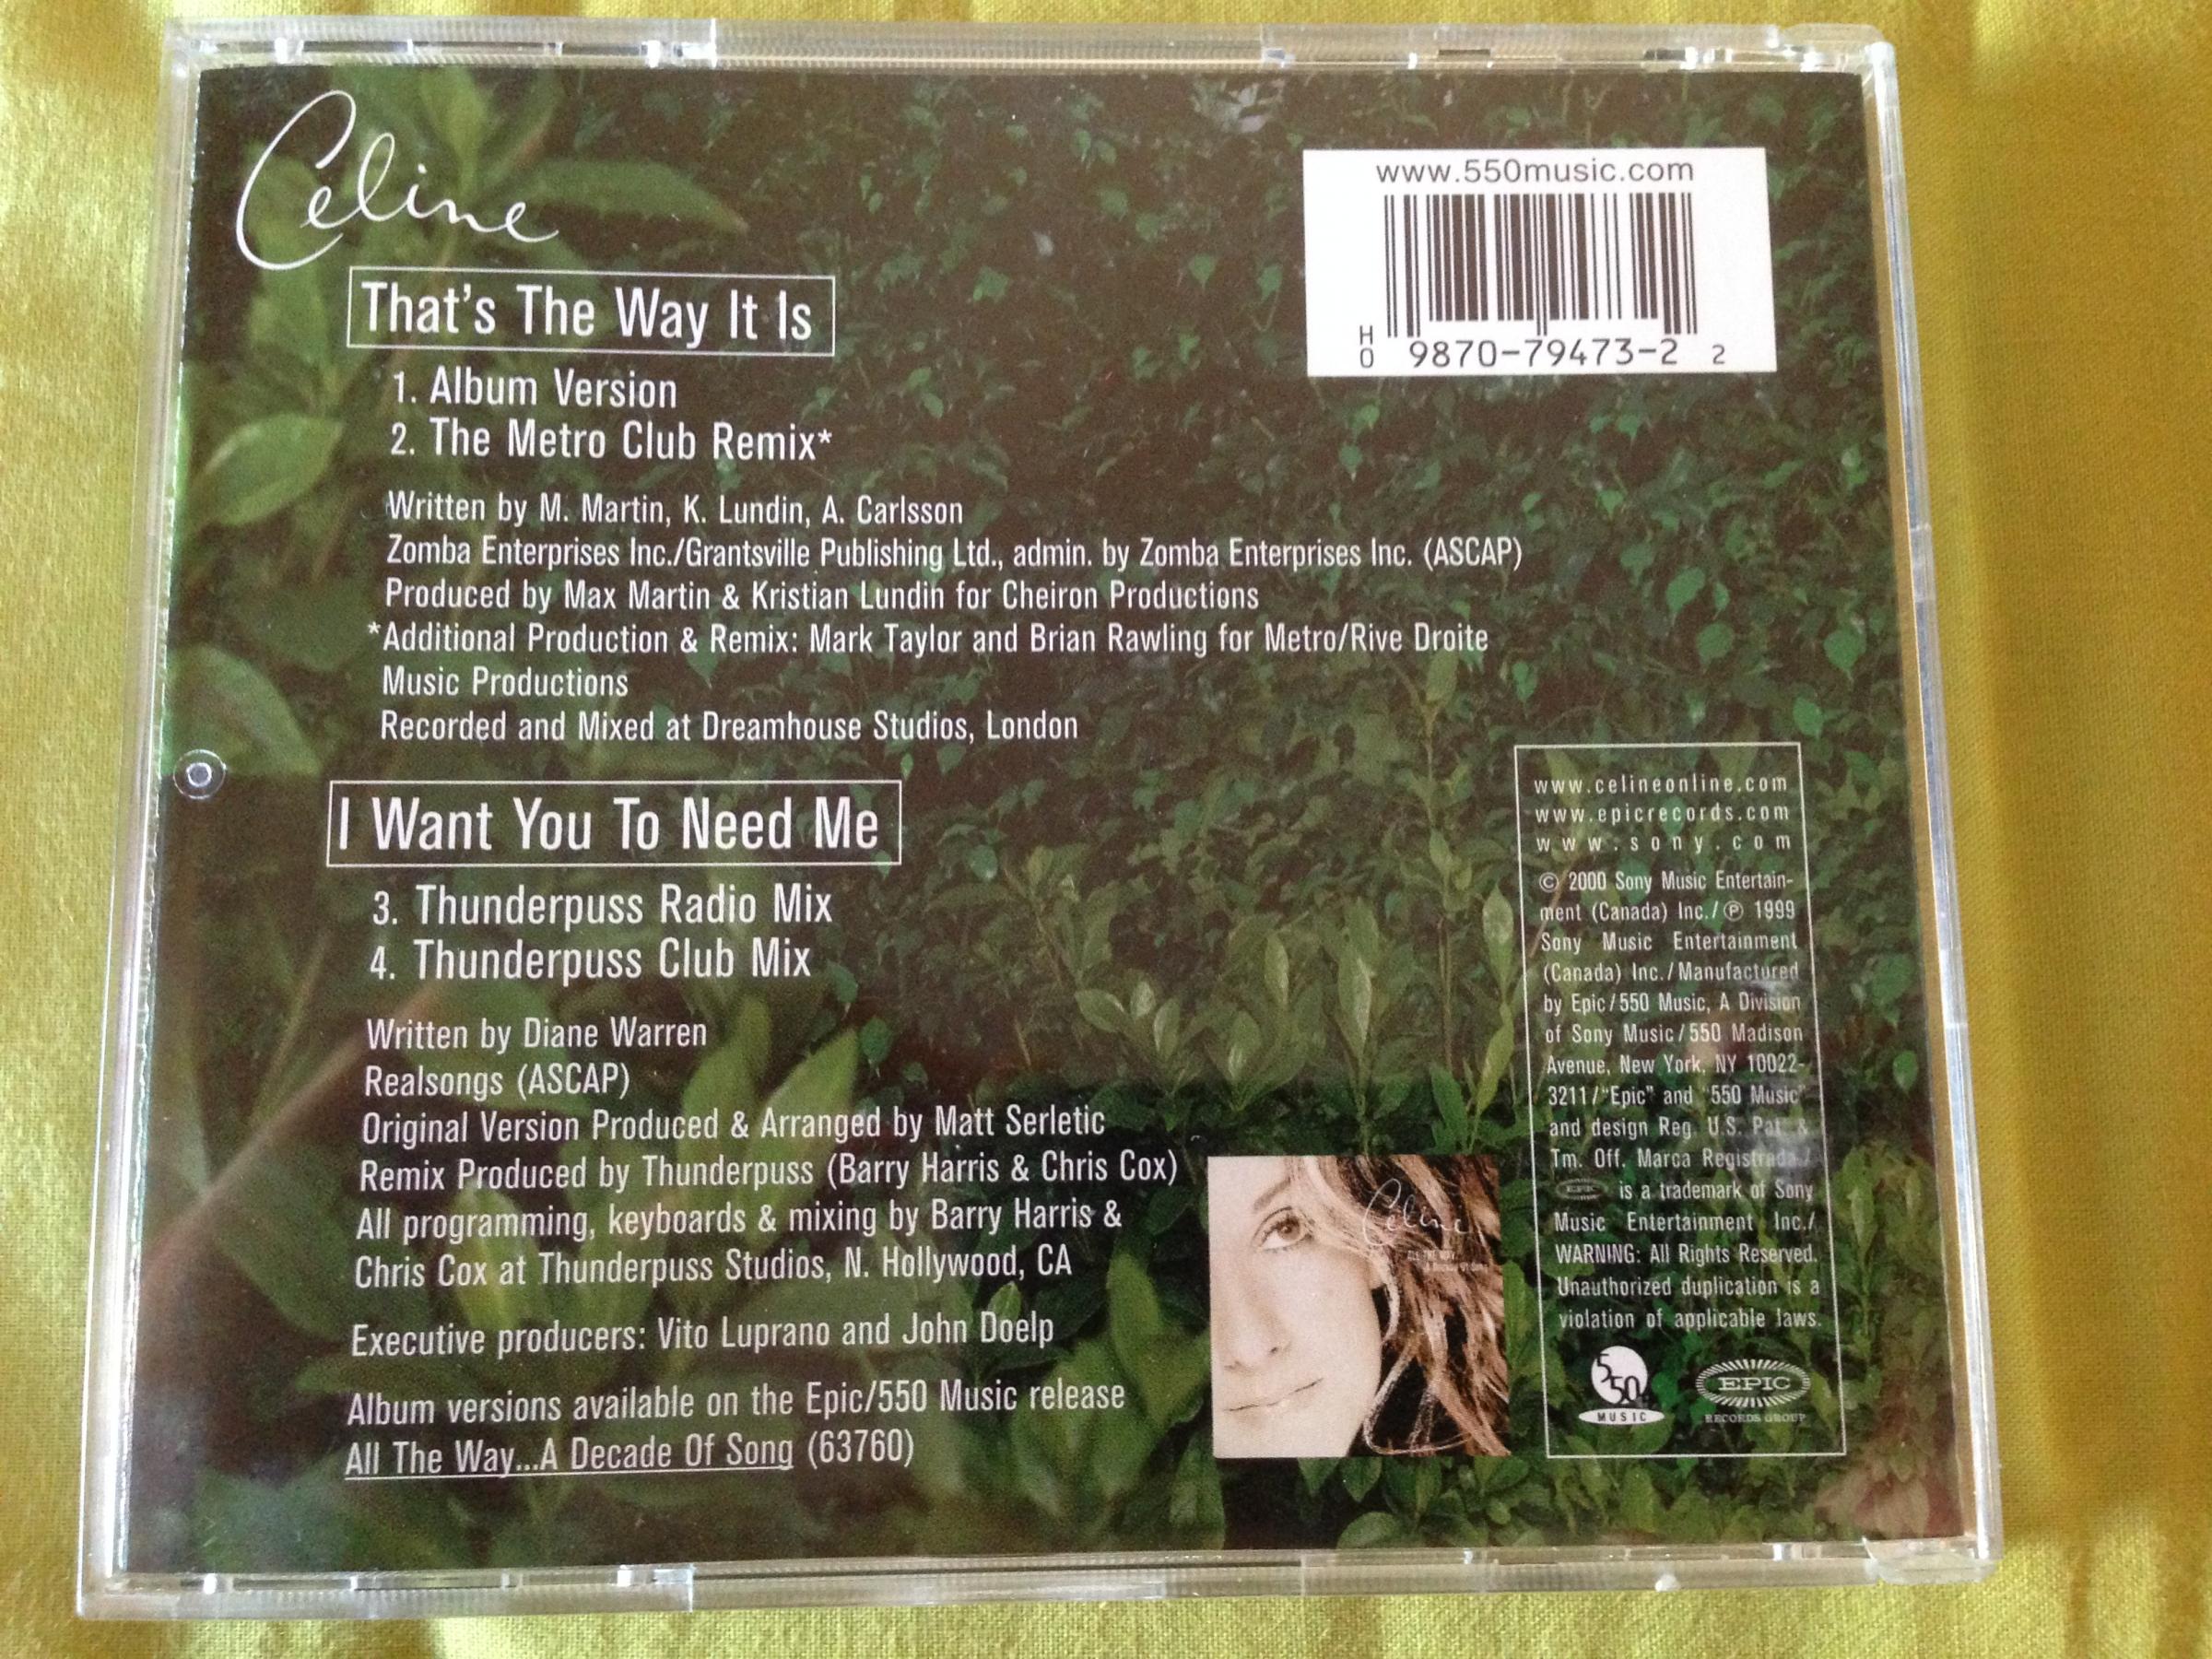 Celine
That's The Way It Is
1. Album Version
2. The Metro Club Remix*
Written by M. Martin, K. Lundin, A. Carlsson
Zomba Enterprises Inc./Grantsville Publishing Ltd., admin. by Zomba Enterprises Inc. (ASCAP)
Produced by Max Martin & Kristian Lundin for Cheiron Productions
*Additional Production & Remix: Mark Taylor and Brian Rawling for Metro/Rive Droite
Music Productions
Recorded and Mixed at Dreamhouse Studios, London
I Want You To Need Me
3. Thunderpuss Radio Mix
4. Thunderpuss Club Mix
Written by Diane Warren
Realsongs (ASCAP)
Original Version Produced & Arranged by Matt Serletic
Remix Produced by Thunderpuss (Barry Harris & Chris Cox)
All programming, keyboards & mixing by Barry Harris &
Chris Cox at Thunderpuss Studios, N. Hollywood, CA
Executive producers: Vito Luprano and John Doelp
Album versions available on the Epic/550 Music release
All The Way...A Decade Of Song (63760)
www.550music.com
H
0 9870-79473-2 2
www.celineonline.com
www.epicrecords.com
www.sony.com
© 2000 Sony Music Entertain-
ment (Canada) Inc./℗ 1999
Sony Music Entertainment
(Canada) Inc./Manufactured
by Epic/550 Music, A Division
of Sony Music/550 Madison
Avenue, New York, NY 10022-
3211/"Epic" and "550 Music"
and design Reg. U.S. Pat. &
Tm. Off. Marca Registrada./
EPIC is a trademark of Sony
Music Entertainment Inc./
WARNING: All Rights Reserved.
Unauthorized duplication is a
violation of applicable laws.
550
MUSIC
EPIC
RECORDS GROUP
Celine
ALL THE WAY...